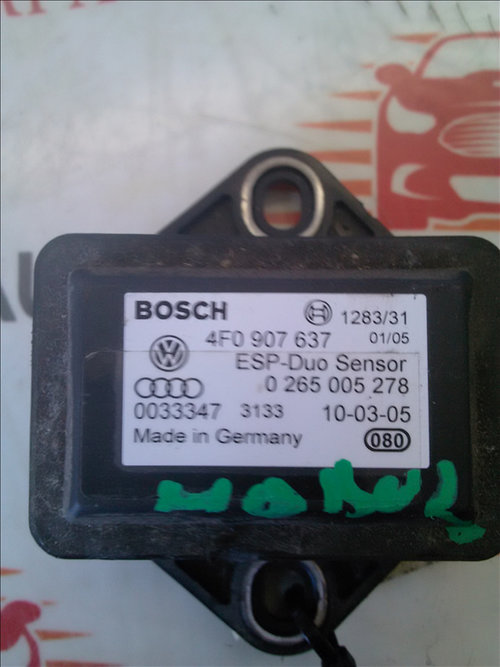 BOSCH
1283/31
4F0 907 637
01/05
ESP-Duo Sensor
0 265 005 278
0033347 3133 10-03-05
Made in Germany
080